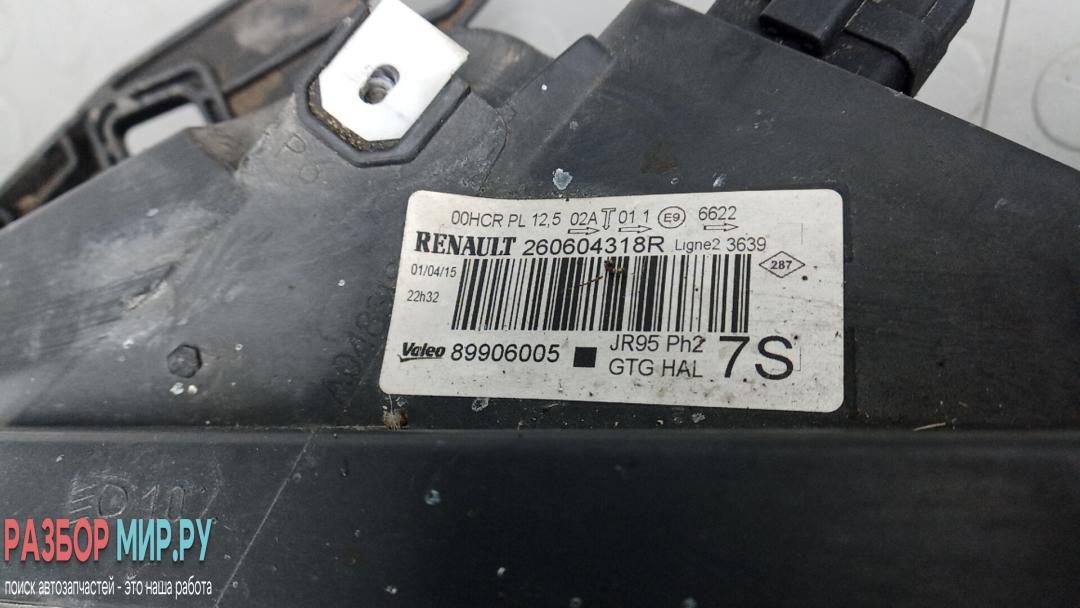 00HCR PL 12,5 02A 01 1 E9 6622
RENAULT 260604318R Ligne2 3639
01/04/15
22h32
287
Valeo 89906005
JR95 Ph2
GTG HAL
7S
10%
РАЗБОР МИР.РУ
поиск автозапчастей - это наша работа